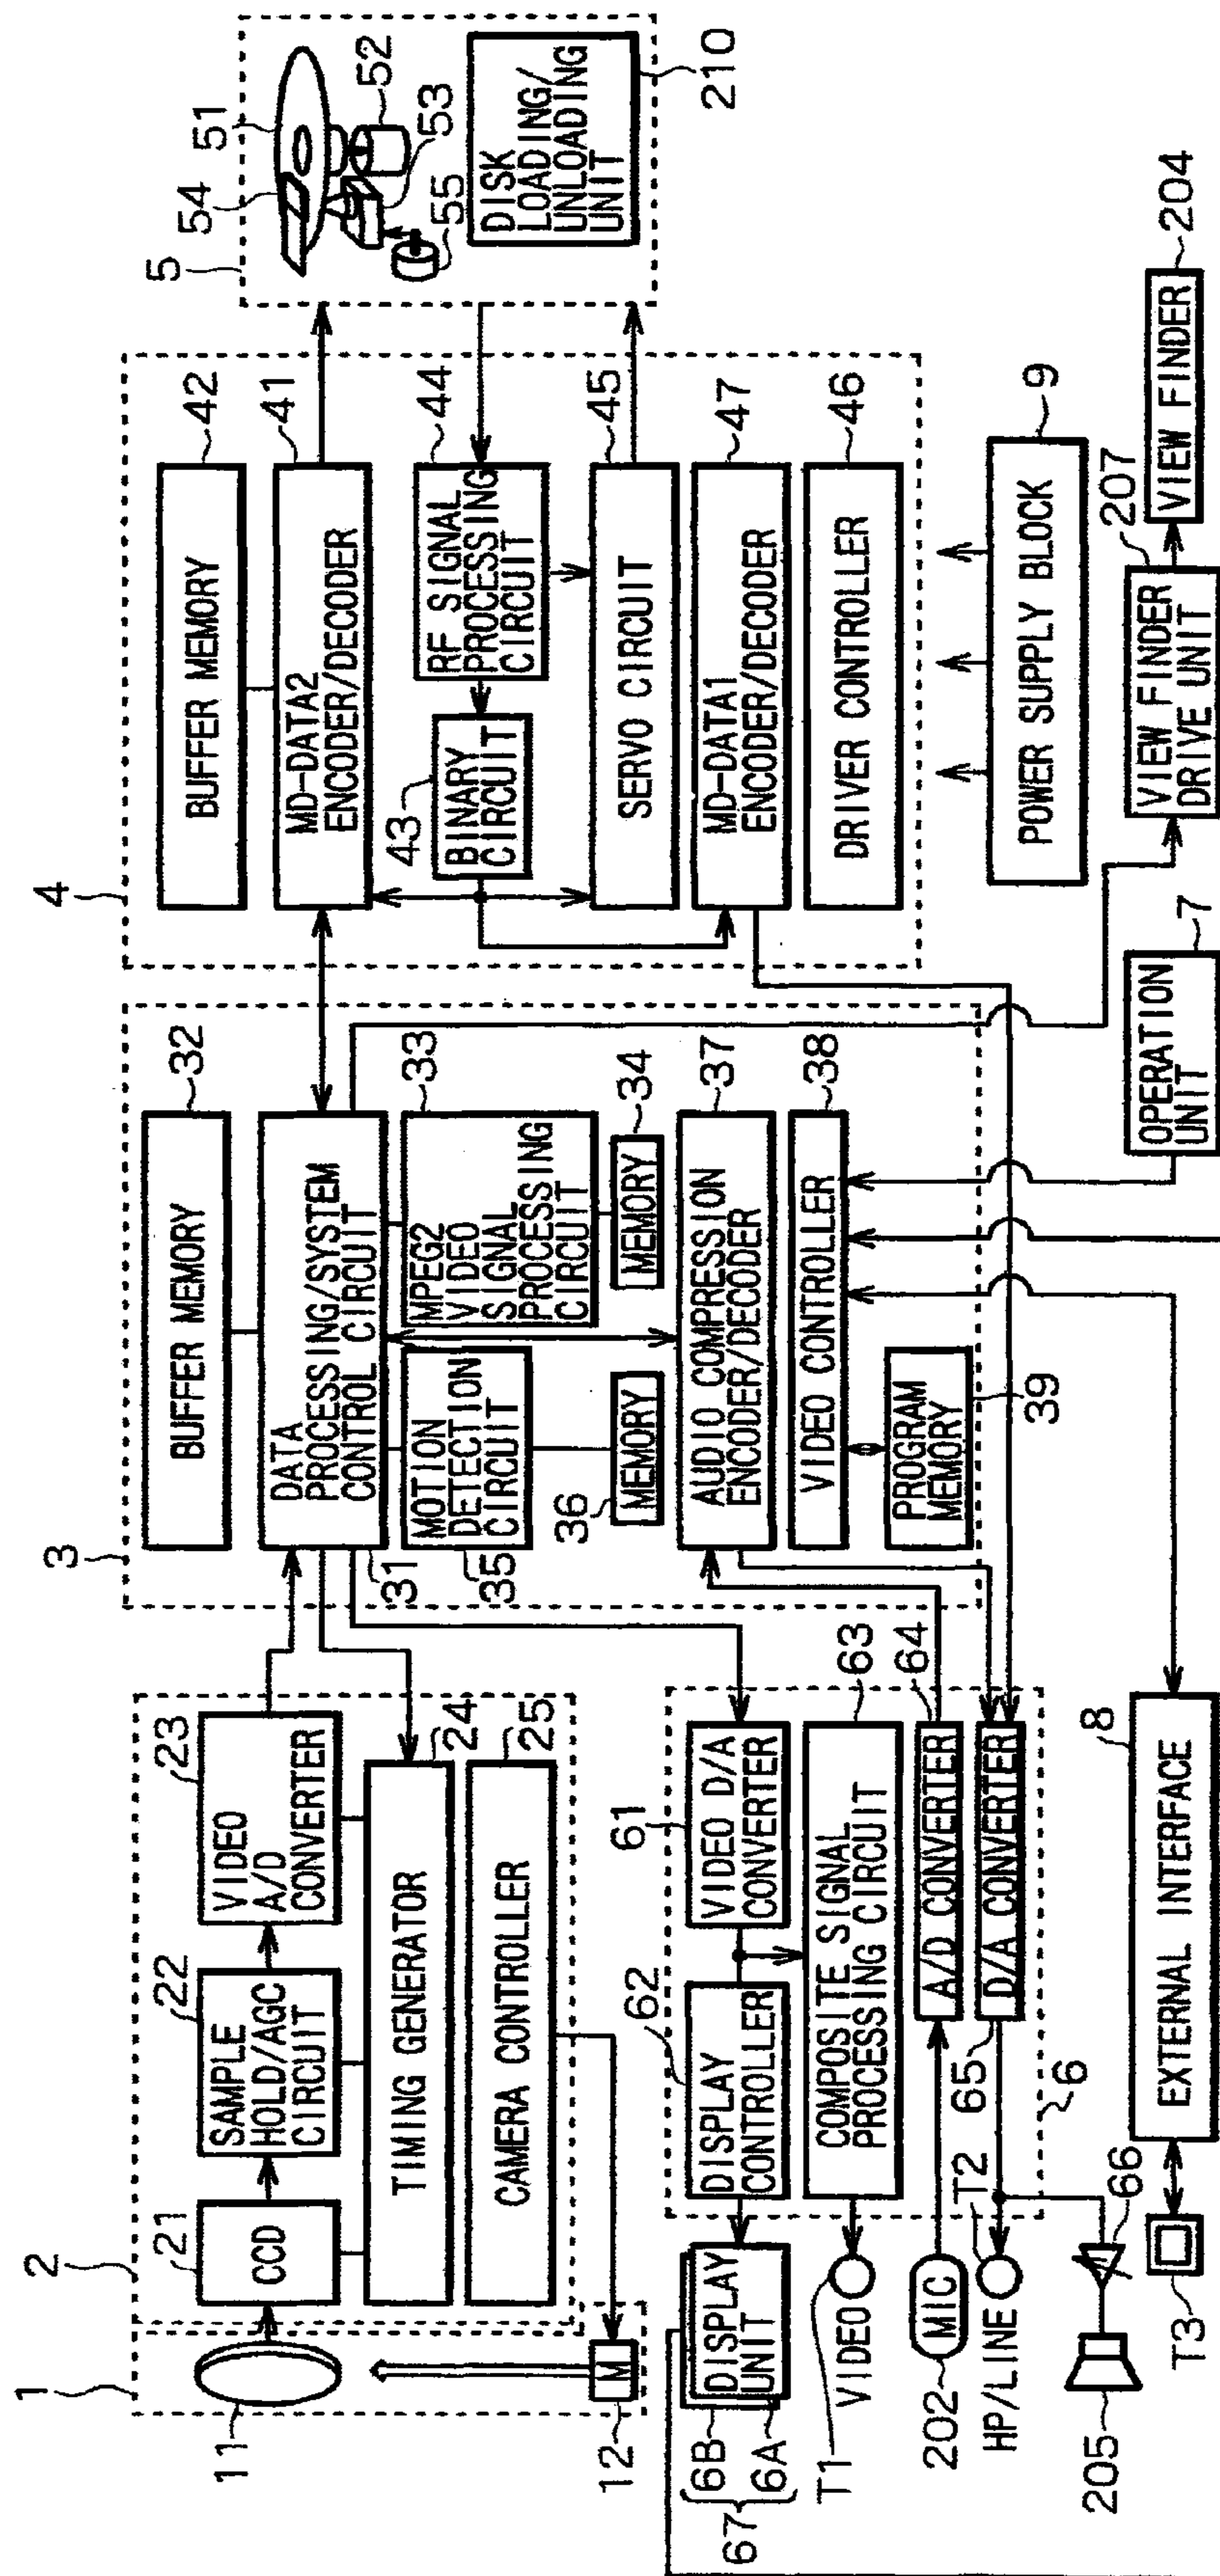 1
2
11
12
M
21
CCD
22
SAMPLE
HOLD/AGC
CIRCUIT
23
VIDEO
A/D
CONVERTER
TIMING GENERATOR
24
CAMERA CONTROLLER
25
3
BUFFER MEMORY
32
DATA
PROCESSING/SYSTEM
CONTROL CIRCUIT
31
MOTION
DETECTION
CIRCUIT
35
MPEG2
VIDEO
SIGNAL
PROCESSING
CIRCUIT
33
36
MEMORY
MEMORY
34
AUDIO COMPRESSION
ENCODER/DECODER
37
VIDEO CONTROLLER
38
PROGRAM
MEMORY
39
4
BUFFER MEMORY
42
MD-DATA2
ENCODER/DECODER
41
43
BINARY
CIRCUIT
RF SIGNAL
PROCESSING
CIRCUIT
44
SERVO CIRCUIT
45
MD-DATA1
ENCODER/DECODER
47
DRIVER CONTROLLER
46
5
54
51
52
53
55
DISK
LOADING/
UNLOADING
UNIT
210
67
6B
6A
DISPLAY
UNIT
62
DISPLAY
CONTROLLER
61
VIDEO D/A
CONVERTER
COMPOSITE SIGNAL
PROCESSING CIRCUIT
63
T1
VIDEO
202
MIC
A/D CONVERTER
64
HP/LINE
T2
65
D/A CONVERTER
6
205
66
T3
EXTERNAL INTERFACE
8
OPERATION
UNIT
7
POWER SUPPLY BLOCK
9
VIEW FINDER
DRIVE UNIT
207
VIEW FINDER
204